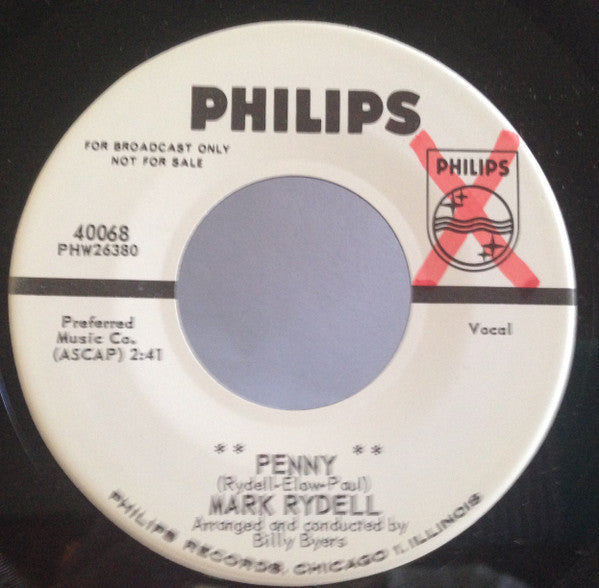 PHILIPS
FOR BROADCAST ONLY
NOT FOR SALE
PHILIPS
40068
PHW26380
Preferred
Music Co.
(ASCAP) 2:41
Vocal
** PENNY **
(Rydell-Elow-Paul)
MARK RYDELL
Arranged and conducted by
Billy Byers
PHILIPS RECORDS, CHICAGO 1, ILLINOIS